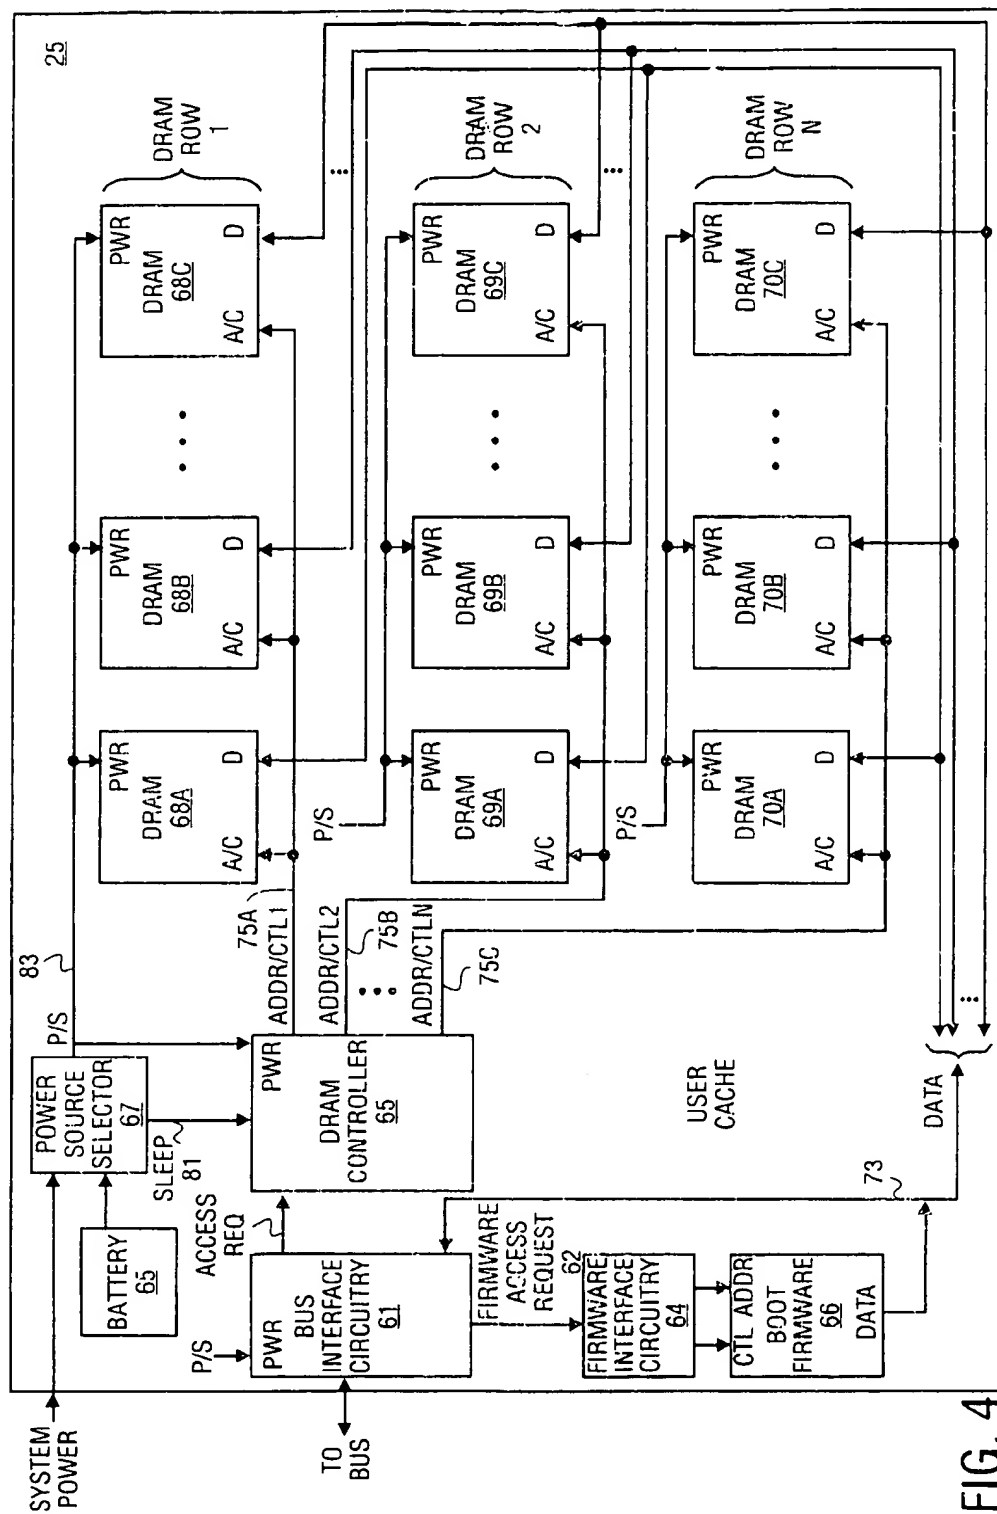 25
SYSTEM
POWER
BATTERY
65
POWER
SOURCE
SELECTOR
67
P/S
83
SLEEP
81
ACCESS
REQ
TO
BUS
P/S
PWR
BUS
INTERFACE
CIRCUITRY
61
PWR
DRAM
CONTROLLER
65
ADDR/CTL1
75A
ADDR/CTL2
75B
ADDR/CTLN
75C
FIRMWARE
ACCESS
REQUEST
62
FIRMWARE
INTERFACE
CIRCUITRY
64
CTL ADDR
BOOT
FIRMWARE
66
DATA
73
DATA
USER
CACHE
PWR
DRAM
68A
A/C
D
PWR
DRAM
68B
A/C
D
PWR
DRAM
68C
A/C
D
DRAM
ROW
1
P/S
PWR
DRAM
69A
A/C
D
PWR
DRAM
69B
A/C
D
PWR
DRAM
69C
A/C
D
DRAM
ROW
2
P/S
PWR
DRAM
70A
A/C
D
PWR
DRAM
70B
A/C
D
PWR
DRAM
70C
A/C
D
DRAM
ROW
N
FIG. 4